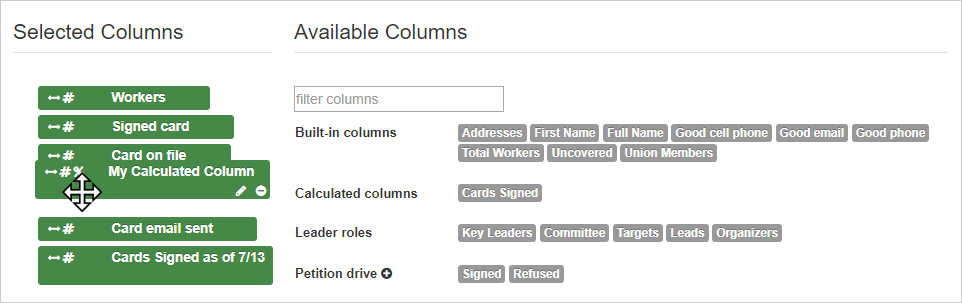 Selected Columns
Available Columns
# Workers
# Signed card
# Card on file
#% My Calculated Column
# Card email sent
# Cards Signed as of 7/13
filter columns
Built-in columns Addresses First Name Full Name Good cell phone Good email Good phone
Total Workers Uncovered Union Members
Calculated columns Cards Signed
Leader roles Key Leaders Committee Targets Leads Organizers
Petition drive Signed Refused